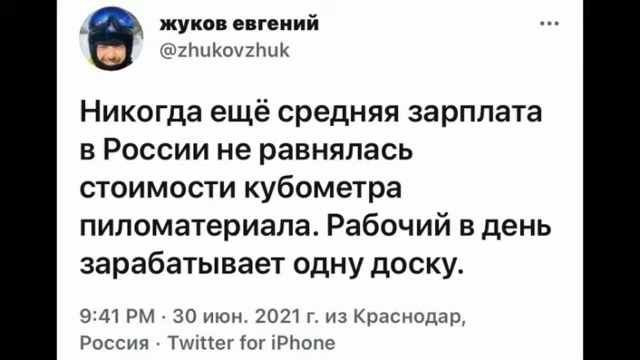 жуков евгений
@zhukovzhuk
Никогда ещё средняя зарплата
в России не равнялась
стоимости кубометра
пиломатериала. Рабочий в день
зарабатывает одну доску.
9:41 PM · 30 июн. 2021 г. из Краснодар,
Россия · Twitter for iPhone